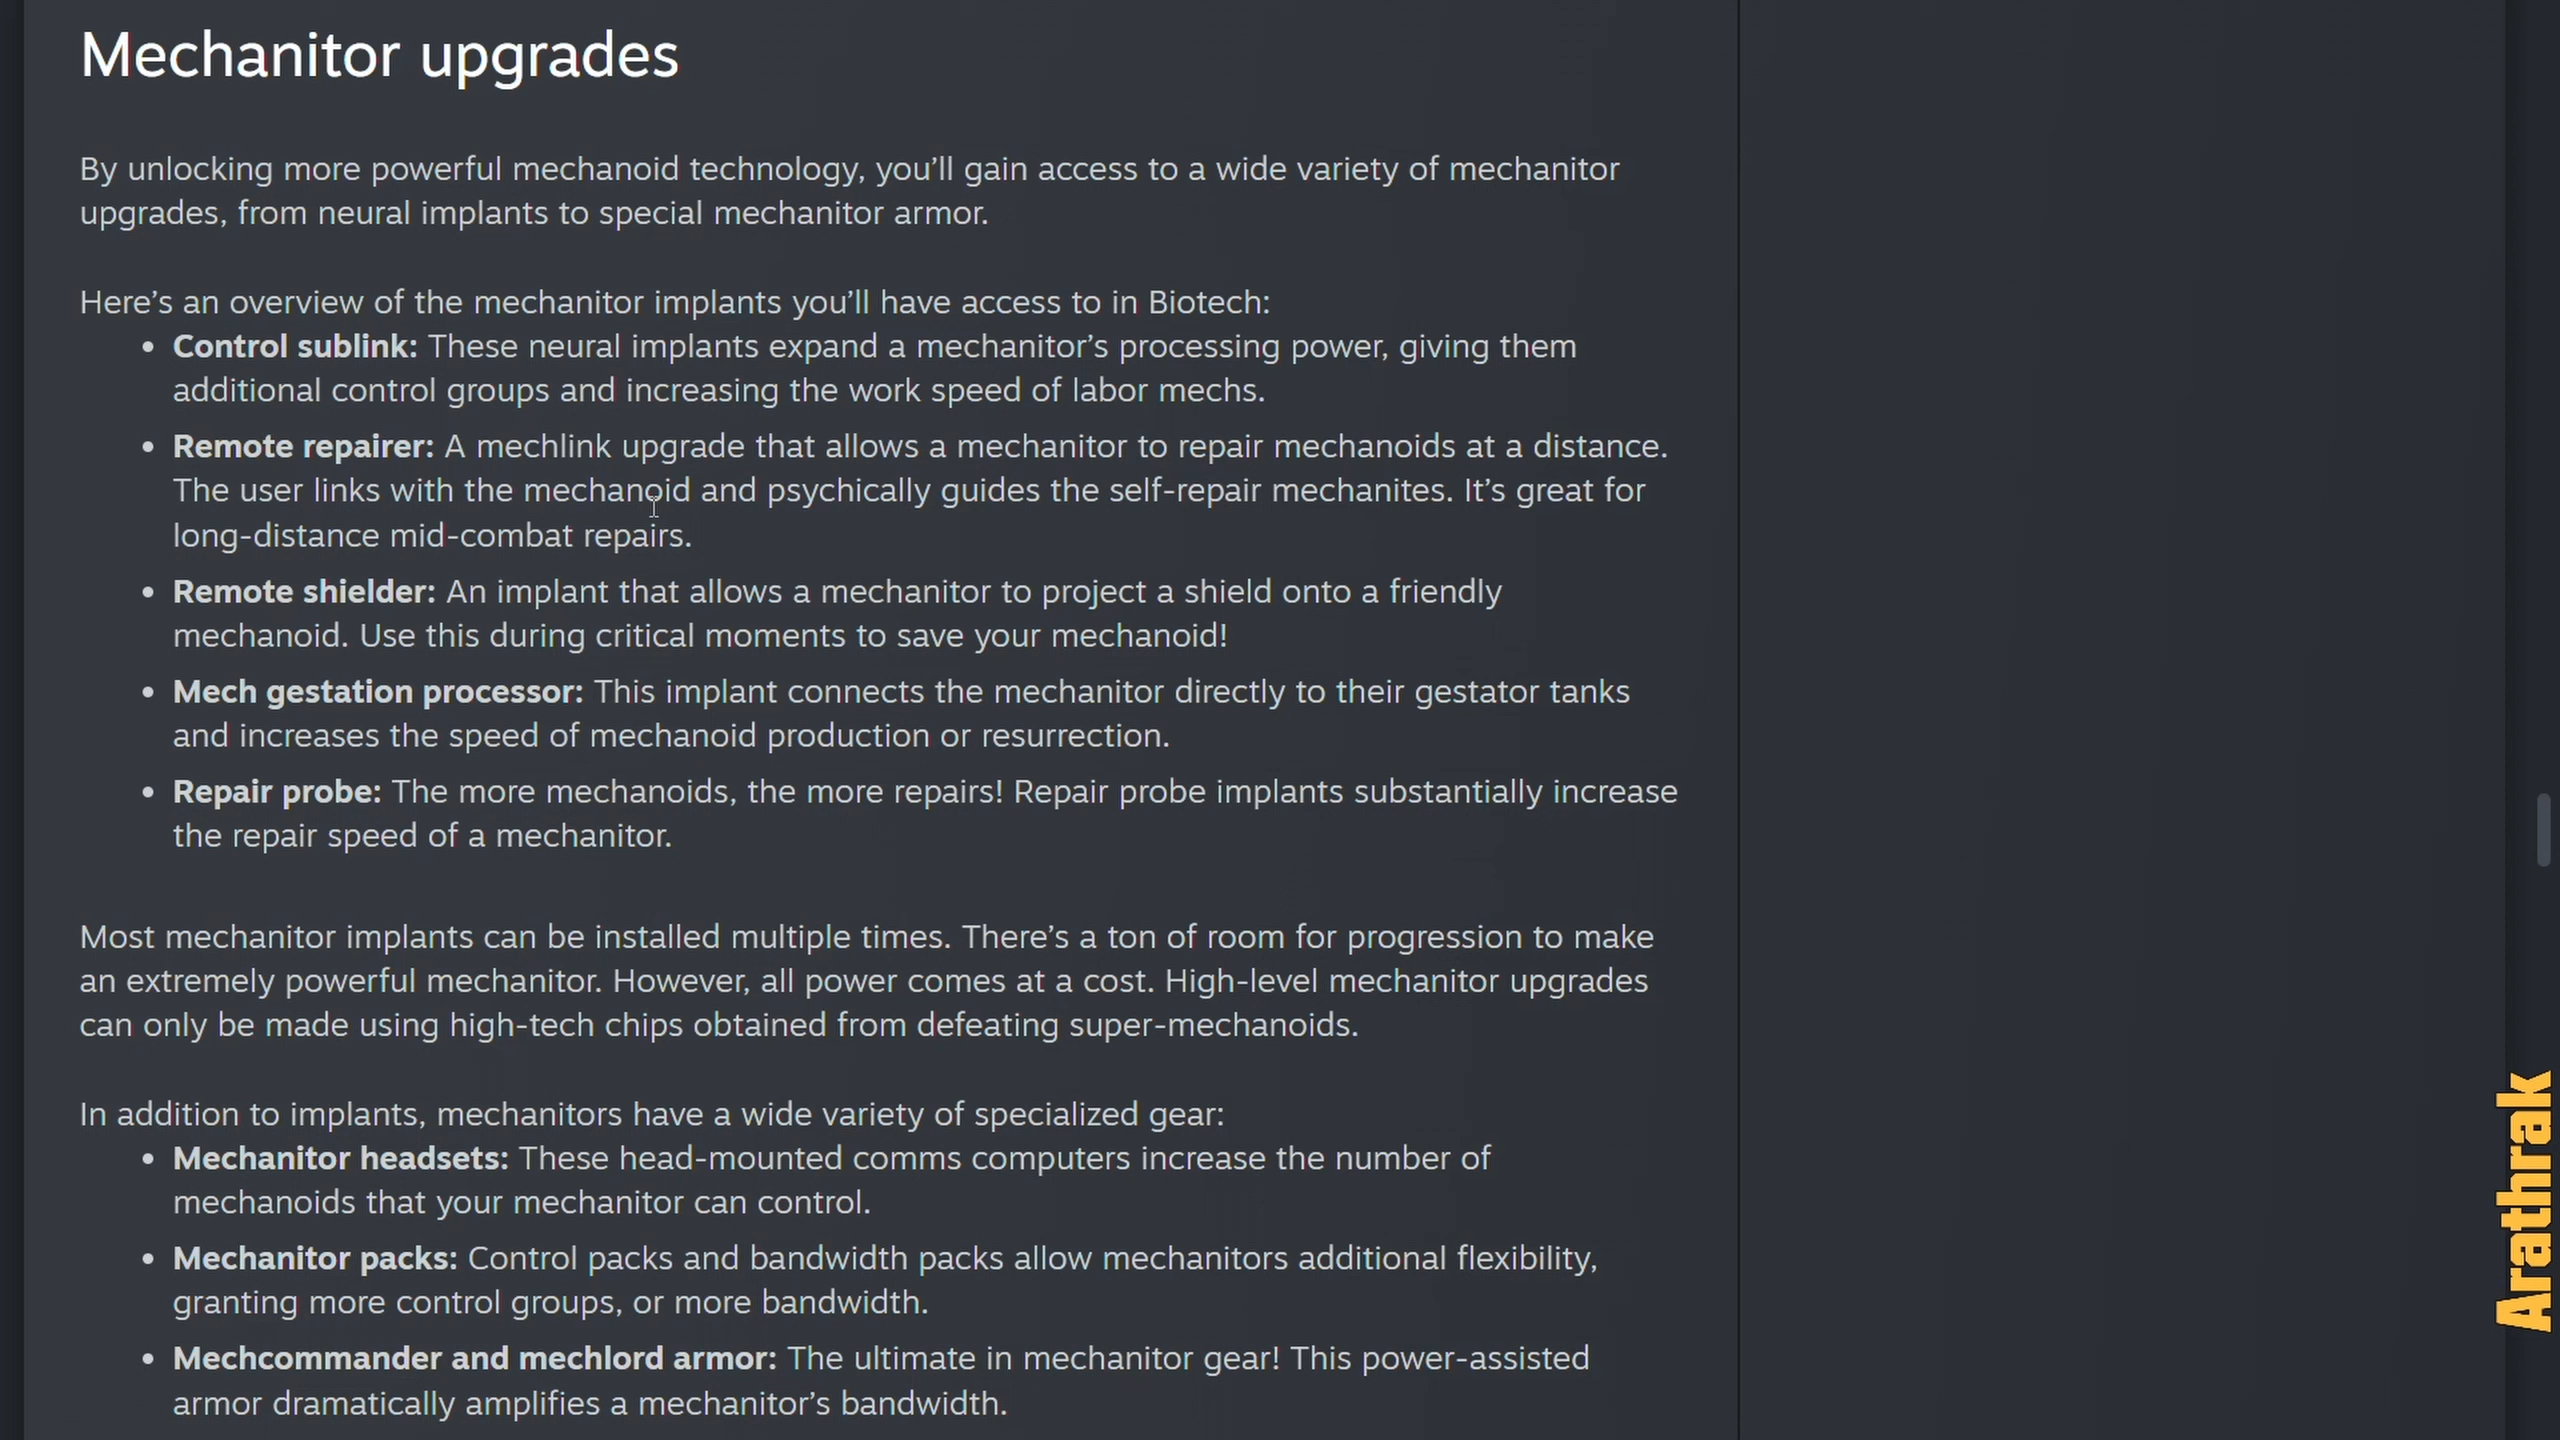 Mechanitor upgrades
By unlocking more powerful mechanoid technology, you’ll gain access to a wide variety of mechanitor
upgrades, from neural implants to special mechanitor armor.
Here’s an overview of the mechanitor implants you’ll have access to in Biotech:
• Control sublink: These neural implants expand a mechanitor’s processing power, giving them
additional control groups and increasing the work speed of labor mechs.
• Remote repairer: A mechlink upgrade that allows a mechanitor to repair mechanoids at a distance.
The user links with the mechanoid and psychically guides the self-repair mechanites. It’s great for
long-distance mid-combat repairs.
• Remote shielder: An implant that allows a mechanitor to project a shield onto a friendly
mechanoid. Use this during critical moments to save your mechanoid!
• Mech gestation processor: This implant connects the mechanitor directly to their gestator tanks
and increases the speed of mechanoid production or resurrection.
• Repair probe: The more mechanoids, the more repairs! Repair probe implants substantially increase
the repair speed of a mechanitor.
Most mechanitor implants can be installed multiple times. There’s a ton of room for progression to make
an extremely powerful mechanitor. However, all power comes at a cost. High-level mechanitor upgrades
can only be made using high-tech chips obtained from defeating super-mechanoids.
In addition to implants, mechanitors have a wide variety of specialized gear:
• Mechanitor headsets: These head-mounted comms computers increase the number of
mechanoids that your mechanitor can control.
• Mechanitor packs: Control packs and bandwidth packs allow mechanitors additional flexibility,
granting more control groups, or more bandwidth.
• Mechcommander and mechlord armor: The ultimate in mechanitor gear! This power-assisted
armor dramatically amplifies a mechanitor’s bandwidth.
Arathrak